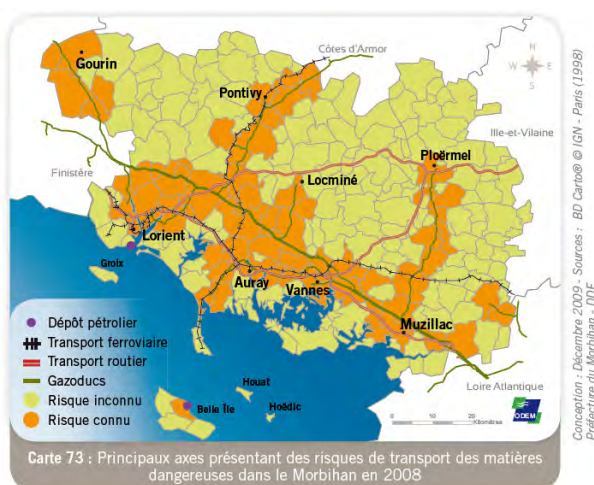 Gourin
Côtes d'Armor
N
W
E
S
Pontivy
Ille-et-Vilaine
Ploërmel
Finistère
Locminé
Lorient
Groix
Auray
Vannes
Muzillac
Dépôt pétrolier
Transport ferroviaire
Transport routier
Gazoducs
Risque inconnu
Risque connu
Houat
Belle Île
Hoëdic
Loire Atlantique
0 10 20
Kilomètres
ODEM
Carte 73 : Principaux axes présentant des risques de transport des matières
dangereuses dans le Morbihan en 2008
Conception : Décembre 2009 - Sources : BD Carto® © IGN - Paris (1998)
Préfecture du Morbihan - DDE